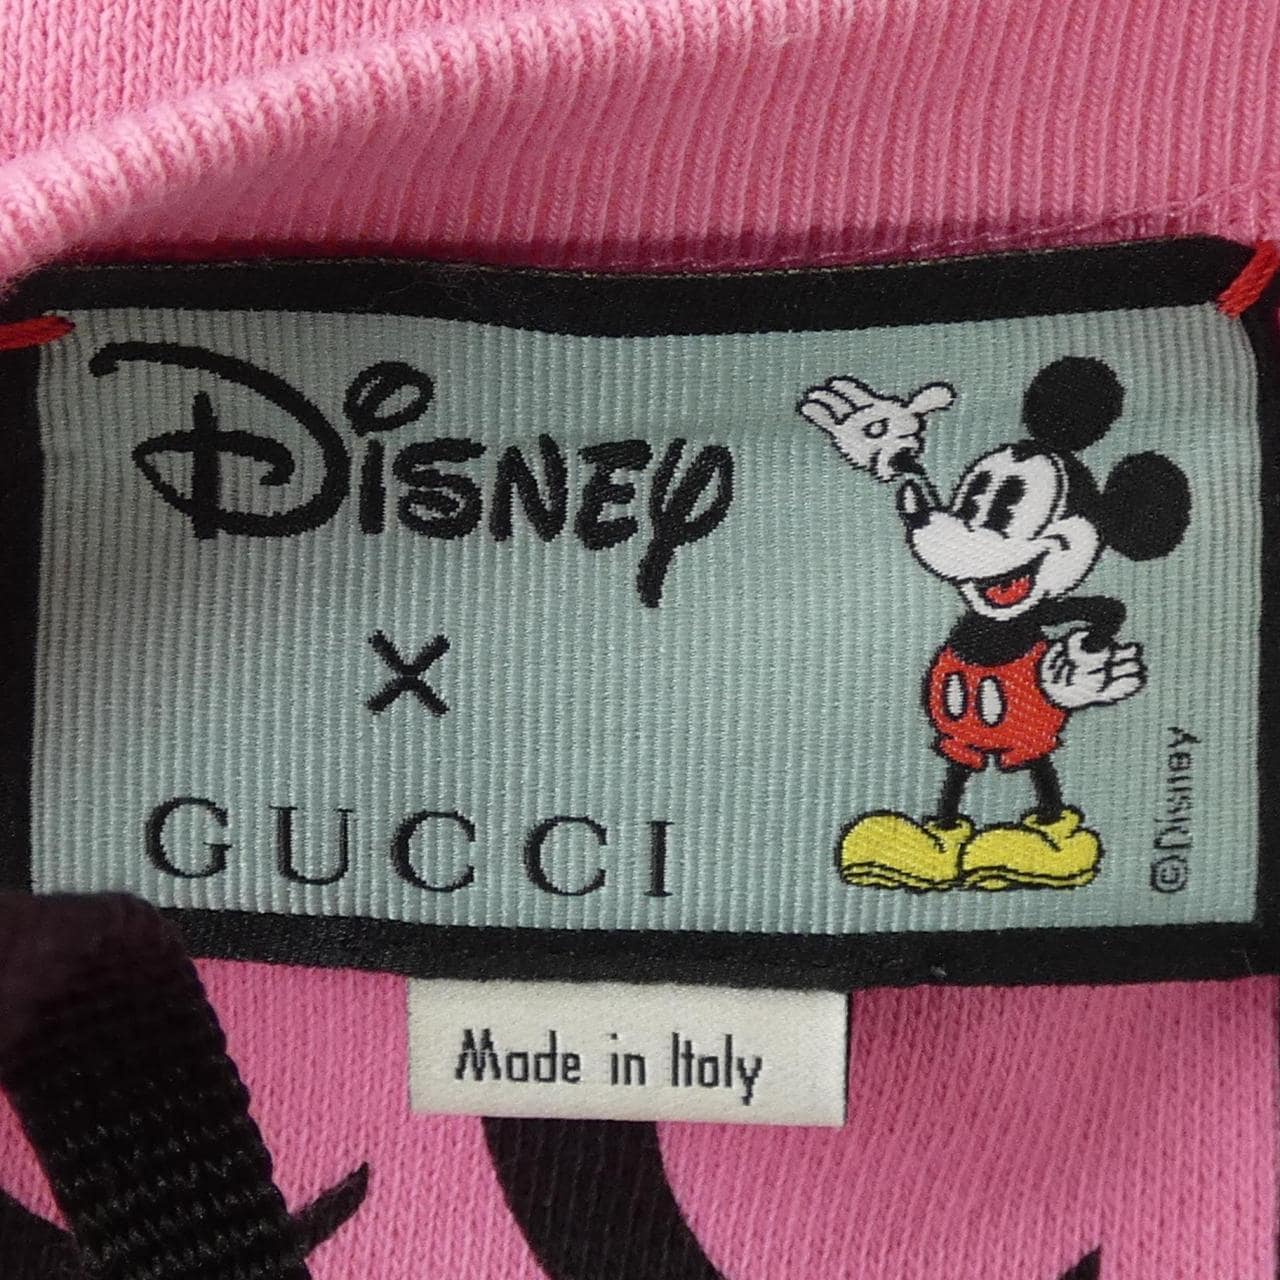 Disney
×
GUCCI
©Disney
Made in Italy